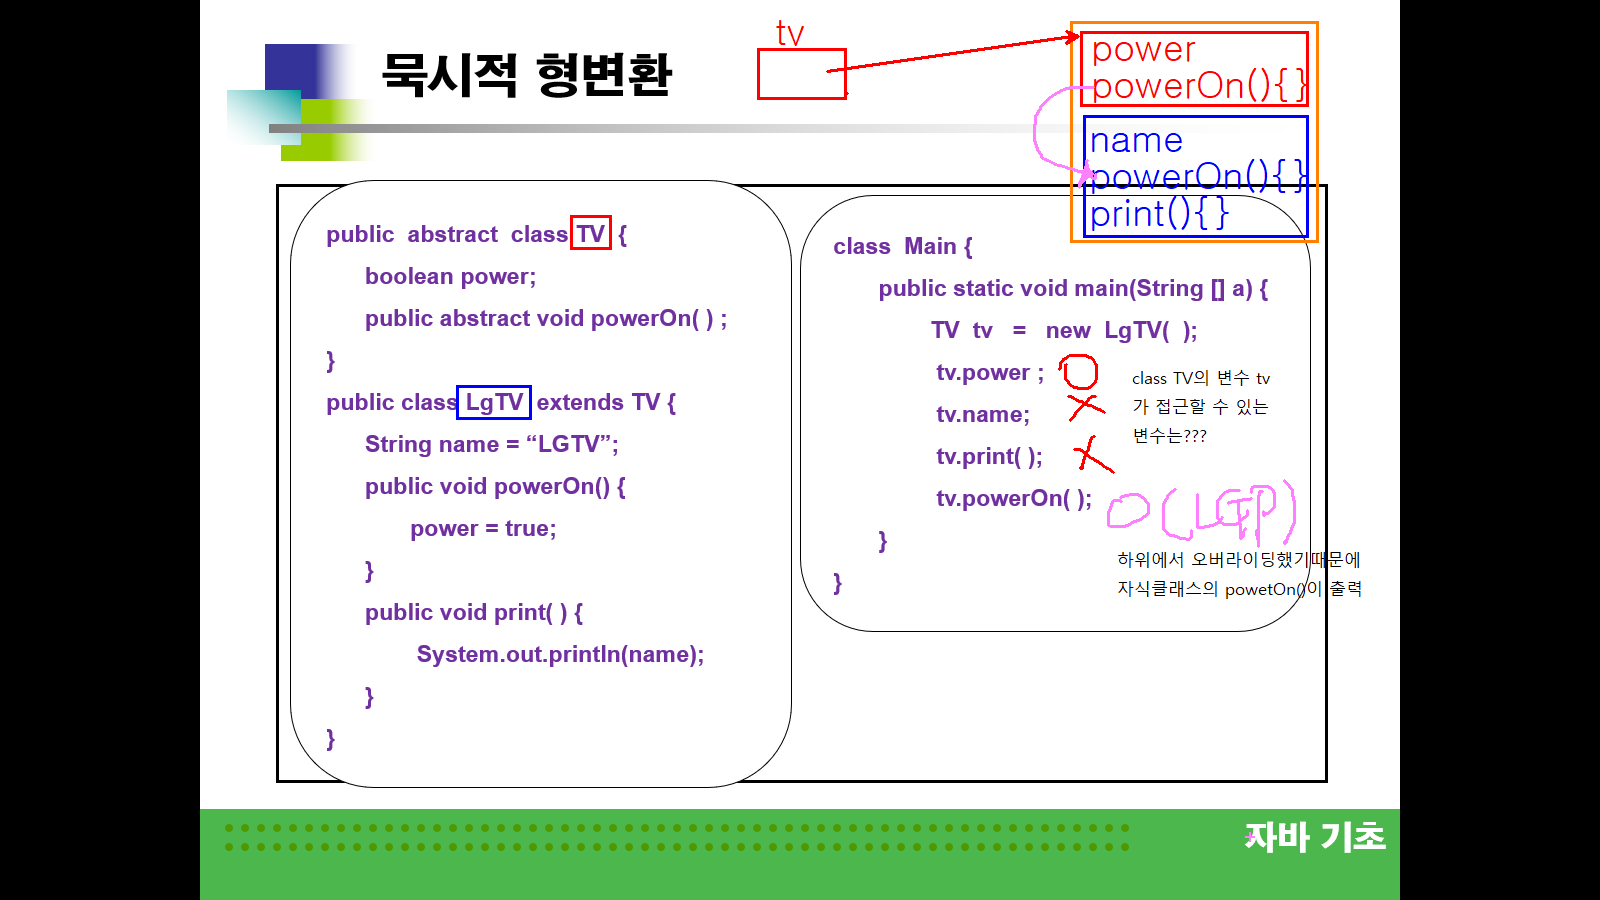 묵시적 형변환
tv
power
powerOn(){}
name
powerOn(){}
print(){}
public abstract class TV {
boolean power;
public abstract void powerOn( ) ;
}
public class LgTV extends TV {
String name = “LGTV”;
public void powerOn() {
power = true;
}
public void print( ) {
System.out.println(name);
}
}
class Main {
public static void main(String [] a) {
TV tv = new LgTV( );
tv.power ;
tv.name;
tv.print( );
tv.powerOn( );
}
}
class TV의 변수 tv
가 접근할 수 있는
변수는???
하위에서 오버라이딩했기때문에
자식클래스의 powetOn()이 출력
자바 기초